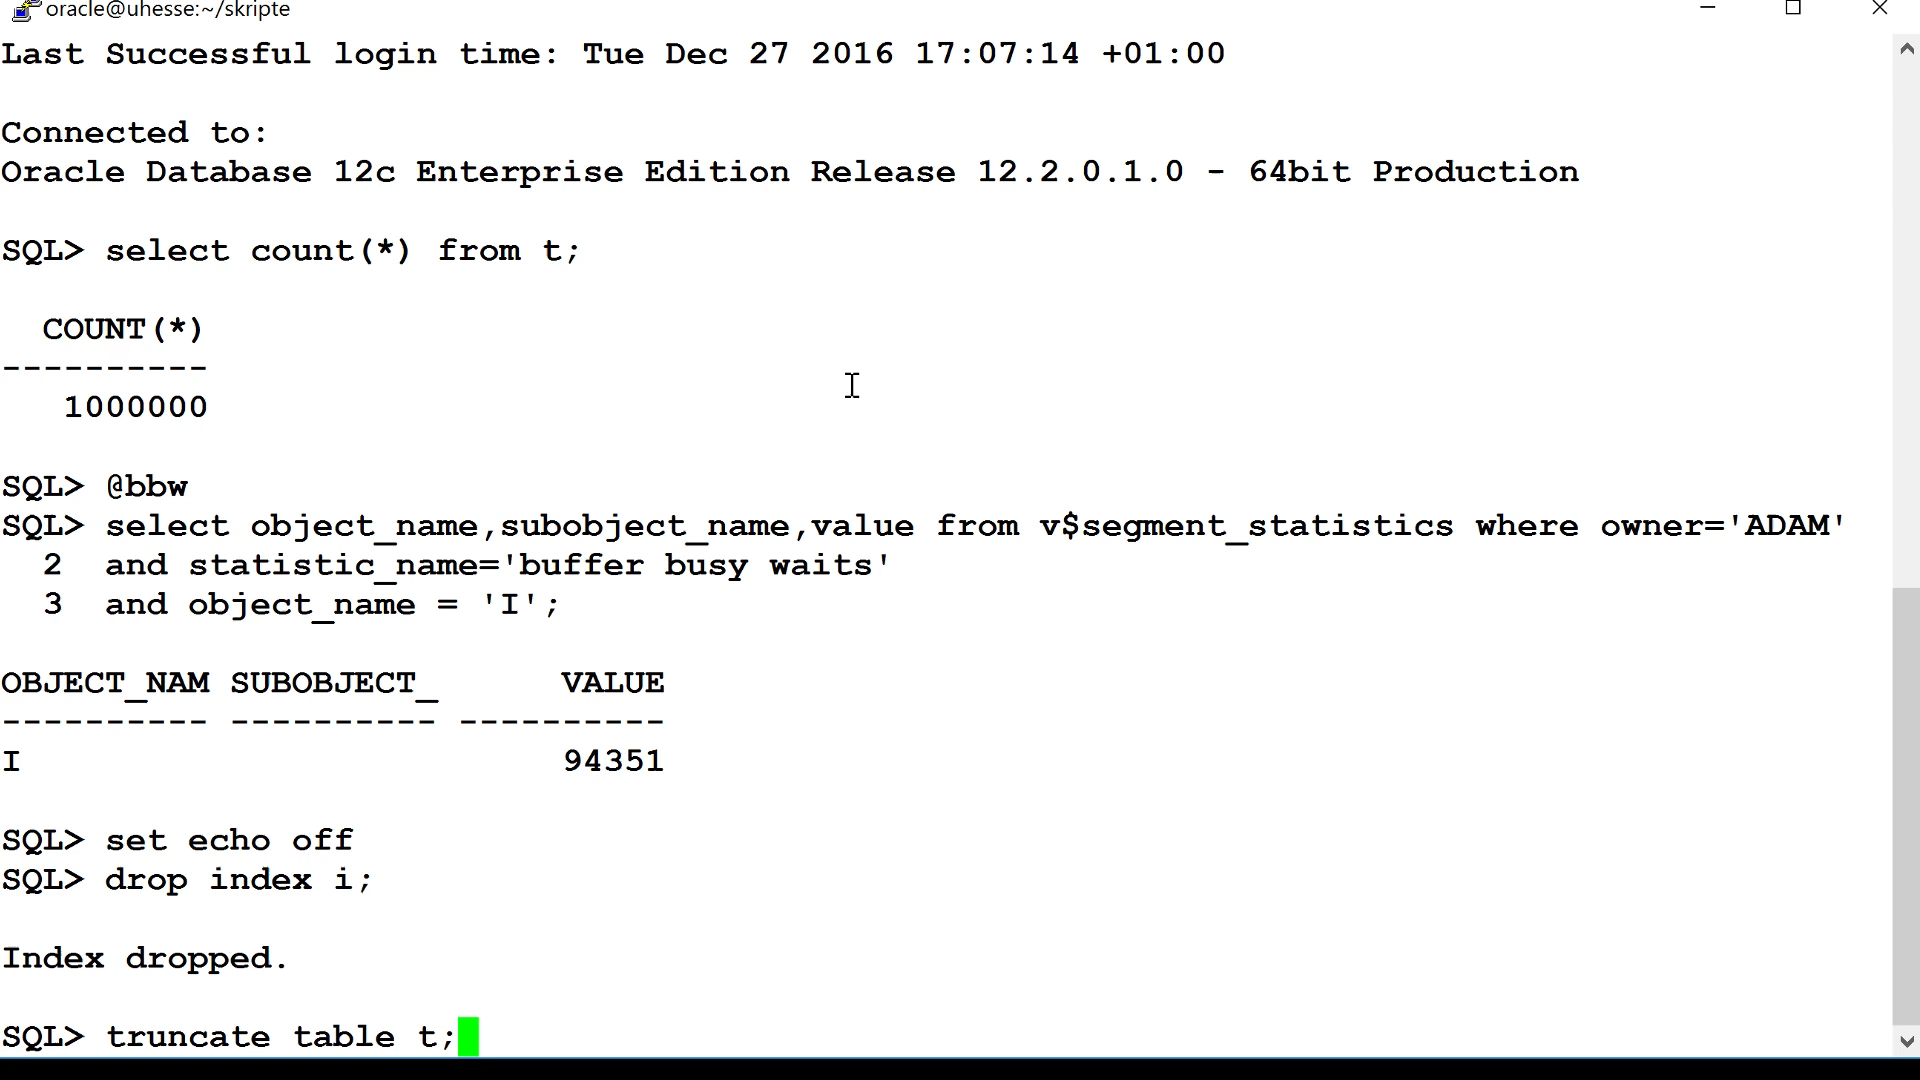 oracle@uhesse:~/skripte
Last Successful login time: Tue Dec 27 2016 17:07:14 +01:00
Connected to:
Oracle Database 12c Enterprise Edition Release 12.2.0.1.0 - 64bit Production
SQL> select count(*) from t;
COUNT(*)
----------
1000000
SQL> @bbw
SQL> select object_name,subobject_name,value from v$segment_statistics where owner='ADAM'
2 and statistic_name='buffer busy waits'
3 and object_name = 'I';
OBJECT_NAM SUBOBJECT_ VALUE
---------- ---------- ----------
I 94351
SQL> set echo off
SQL> drop index i;
Index dropped.
SQL> truncate table t;